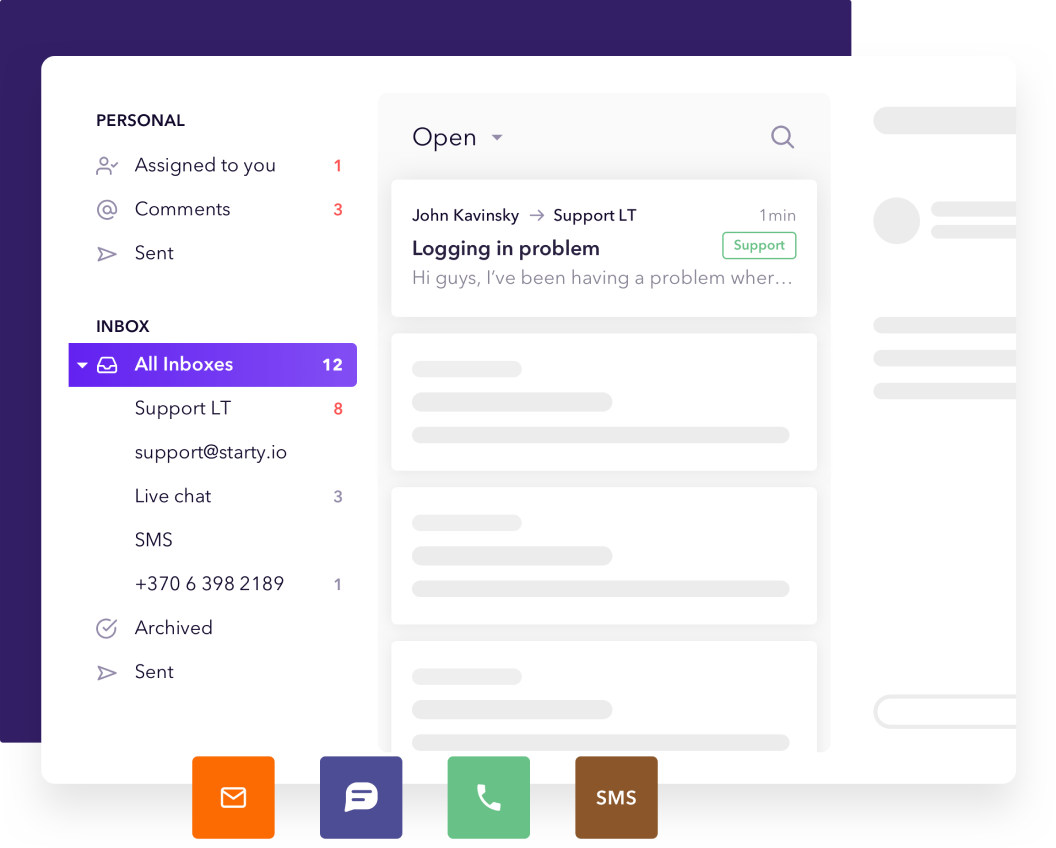 PERSONAL
Assigned to you 1
Comments 3
Sent
INBOX
All Inboxes 12
Support LT 8
support@starty.io
Live chat 3
SMS
+370 6 398 2189 1
Archived
Sent
Open
John Kavinsky → Support LT 1min
Logging in problem Support
Hi guys, I’ve been having a problem wher…
SMS